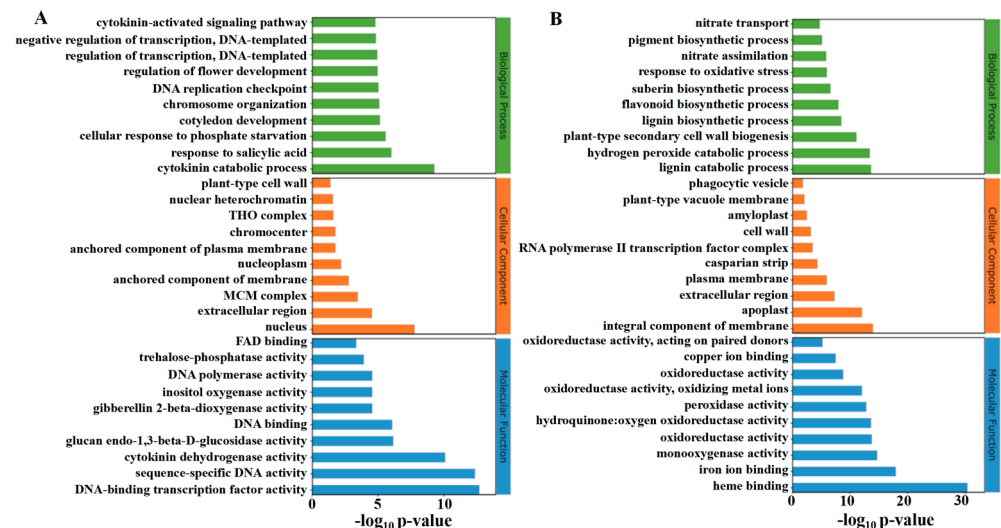 A
cytokinin-activated signaling pathway
negative regulation of transcription, DNA-templated
regulation of transcription, DNA-templated
regulation of flower development
DNA replication checkpoint
chromosome organization
cotyledon development
cellular response to phosphate starvation
response to salicylic acid
cytokinin catabolic process
Biological Process
plant-type cell wall
nuclear heterochromatin
THO complex
chromocenter
anchored component of plasma membrane
nucleoplasm
anchored component of membrane
MCM complex
extracellular region
nucleus
Cellular Component
FAD binding
trehalose-phosphatase activity
DNA polymerase activity
inositol oxygenase activity
gibberellin 2-beta-dioxygenase activity
DNA binding
glucan endo-1,3-beta-D-glucosidase activity
cytokinin dehydrogenase activity
sequence-specific DNA activity
DNA-binding transcription factor activity
Molecular Function
0 5 10
-log10 p-value
B
nitrate transport
pigment biosynthetic process
nitrate assimilation
response to oxidative stress
suberin biosynthetic process
flavonoid biosynthetic process
lignin biosynthetic process
plant-type secondary cell wall biogenesis
hydrogen peroxide catabolic process
lignin catabolic process
Biological Process
phagocytic vesicle
plant-type vacuole membrane
amyloplast
cell wall
RNA polymerase II transcription factor complex
casparian strip
plasma membrane
extracellular region
apoplast
integral component of membrane
Cellular Component
oxidoreductase activity, acting on paired donors
copper ion binding
oxidoreductase activity
oxidoreductase activity, oxidizing metal ions
peroxidase activity
hydroquinone:oxygen oxidoreductase activity
oxidoreductase activity
monooxygenase activity
iron ion binding
heme binding
Molecular Function
0 10 20 30
-log10 p-value